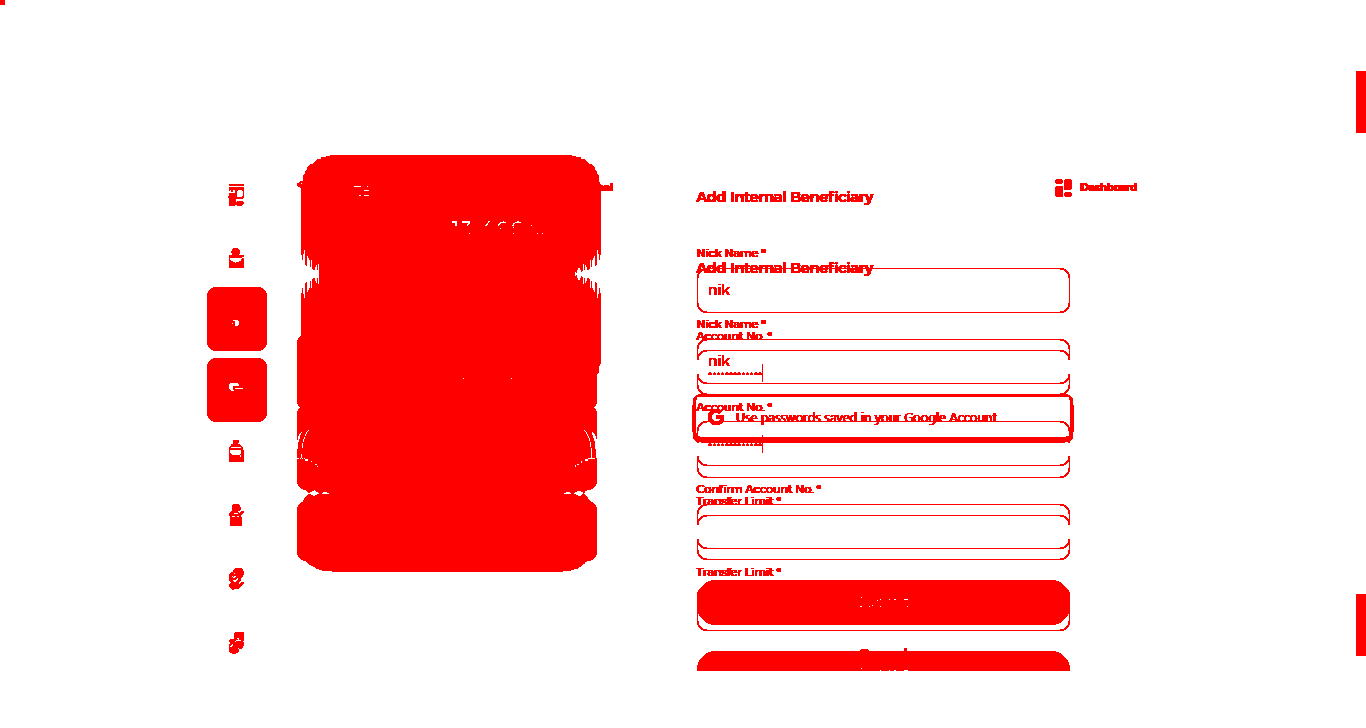 Add Internal Beneficiary
Dashboard
Nick Name *
Add Internal Beneficiary
nik
Nick Name *
Account No. *
nik
Account No. *
Use passwords saved in your Google Account
Confirm Account No. *
Transfer Limit *
Transfer Limit *